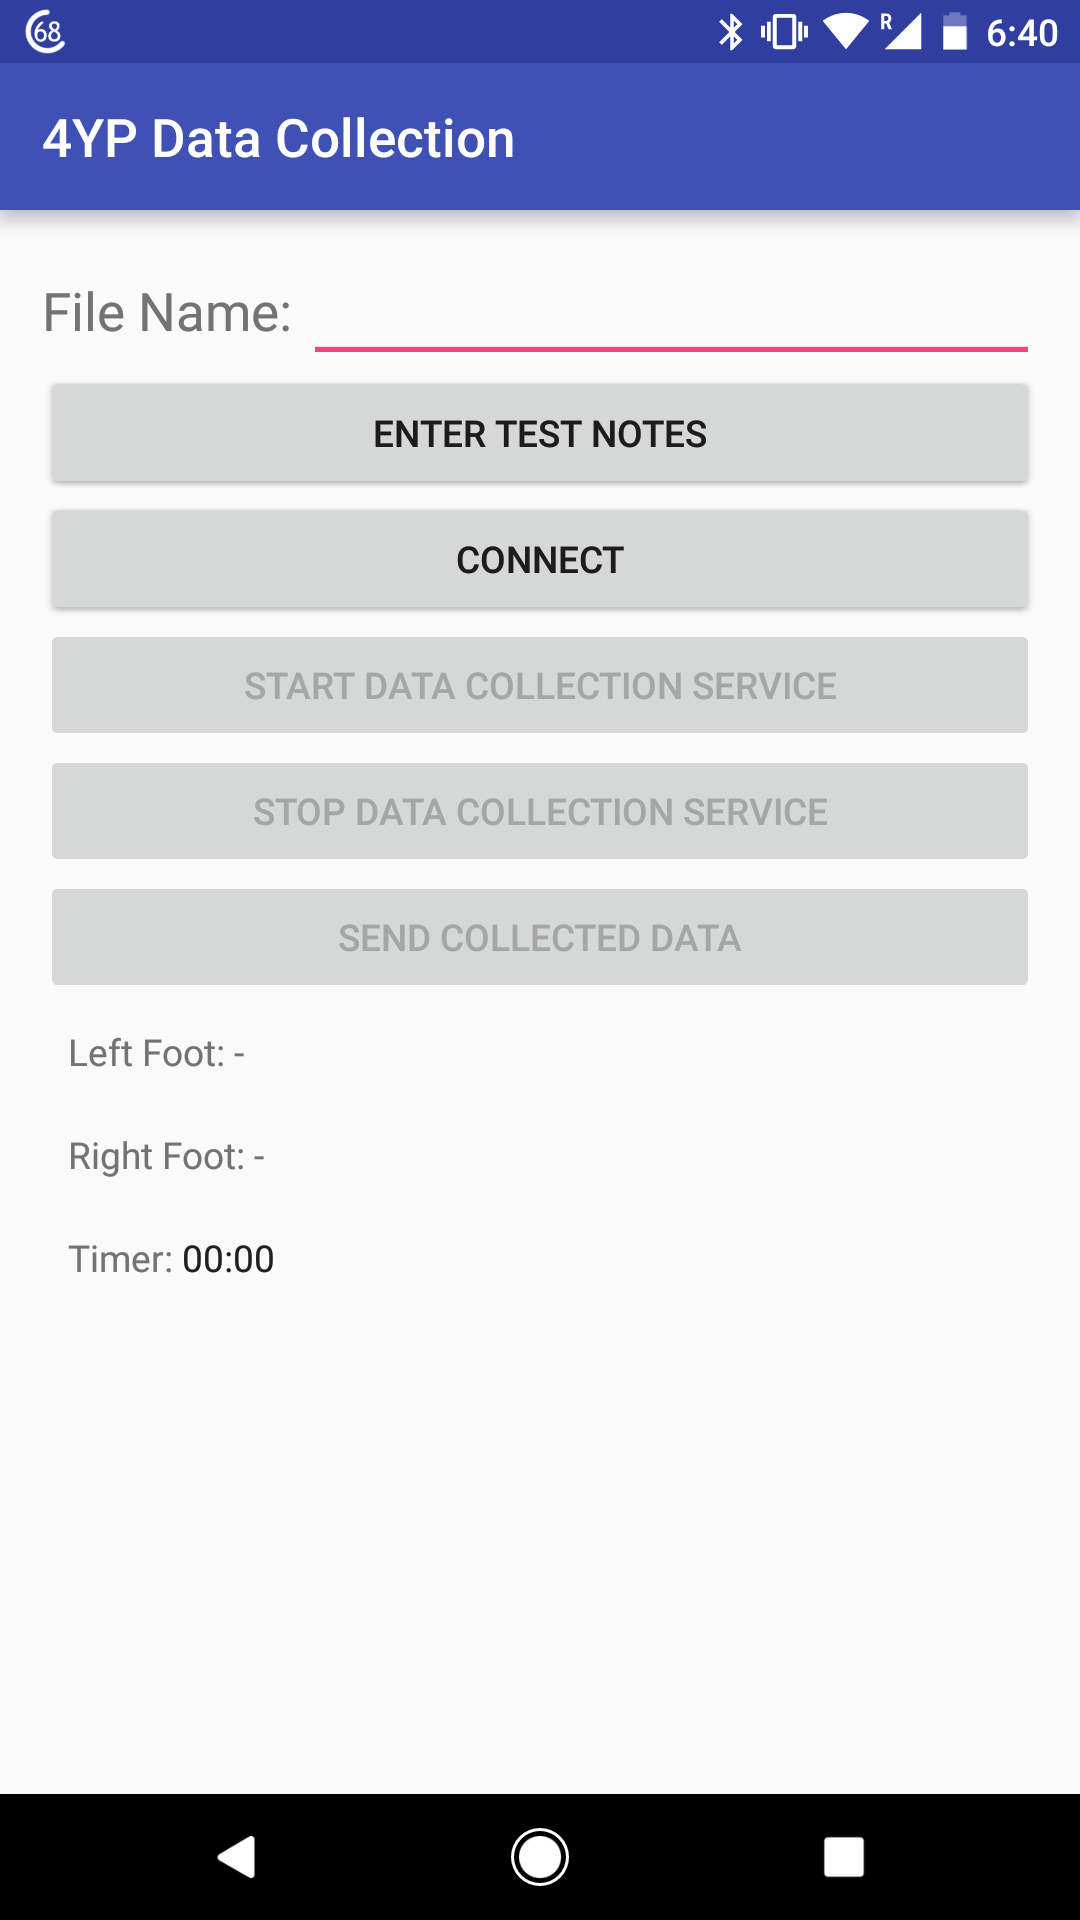 68 R 6:40
4YP Data Collection
File Name:
ENTER TEST NOTES
CONNECT
START DATA COLLECTION SERVICE
STOP DATA COLLECTION SERVICE
SEND COLLECTED DATA
Left Foot: -
Right Foot: -
Timer: 00:00